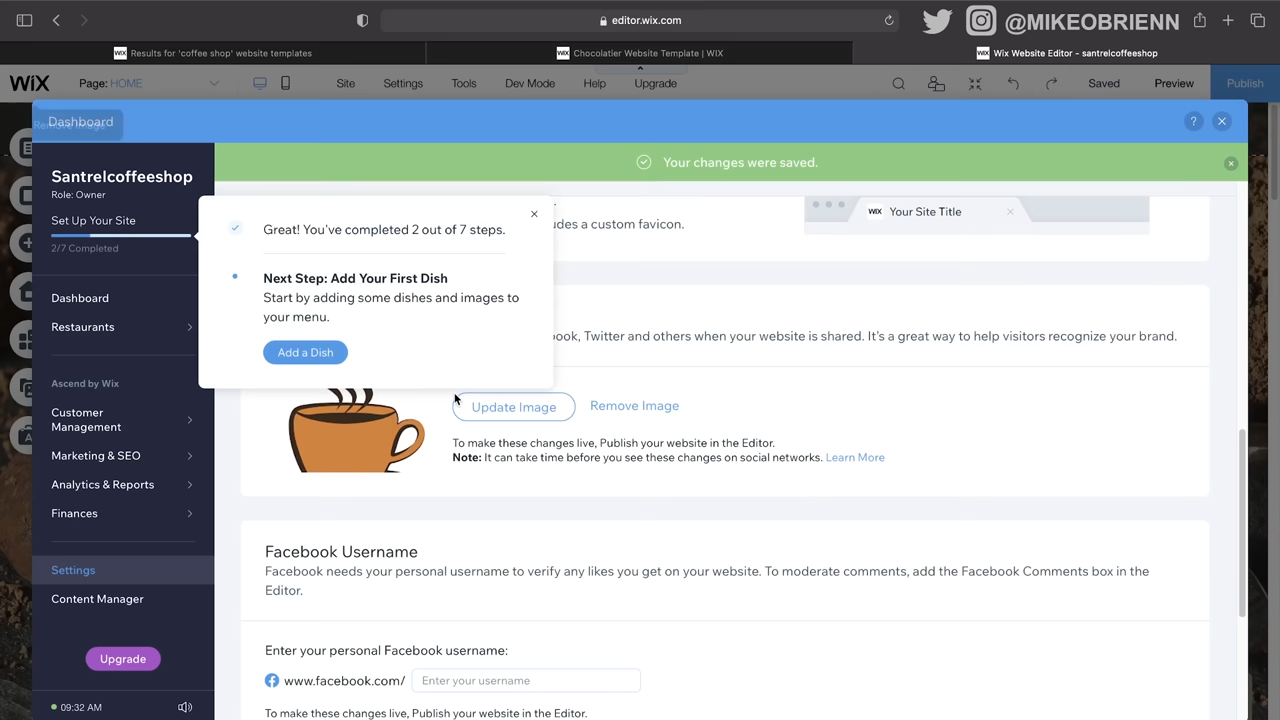 editor.wix.com
@MIKEOBRIENN
WIX Results for 'coffee shop' website templates
WIX Chocolatier Website Template | WIX
WIX Wix Website Editor - santrelcoffeeshop
WIX Page: HOME Site Settings Tools Dev Mode Help Upgrade Saved Preview Publish
Dashboard
Remove Image
?
Your changes were saved.
Santrelcoffeeshop
Role: Owner
Set Up Your Site
2/7 Completed
Great! You've completed 2 out of 7 steps.
Next Step: Add Your First Dish
Start by adding some dishes and images to
your menu.
Add a Dish
des a custom favicon.
WIX Your Site Title
ook, Twitter and others when your website is shared. It's a great way to help visitors recognize your brand.
Dashboard
Restaurants
Ascend by Wix
Customer
Management
Marketing & SEO
Analytics & Reports
Finances
Settings
Content Manager
Upgrade
09:32 AM
Update Image Remove Image
To make these changes live, Publish your website in the Editor.
Note: It can take time before you see these changes on social networks. Learn More
Facebook Username
Facebook needs your personal username to verify any likes you get on your website. To moderate comments, add the Facebook Comments box in the
Editor.
Enter your personal Facebook username:
www.facebook.com/ Enter your username
To make these changes live, Publish your website in the Editor.